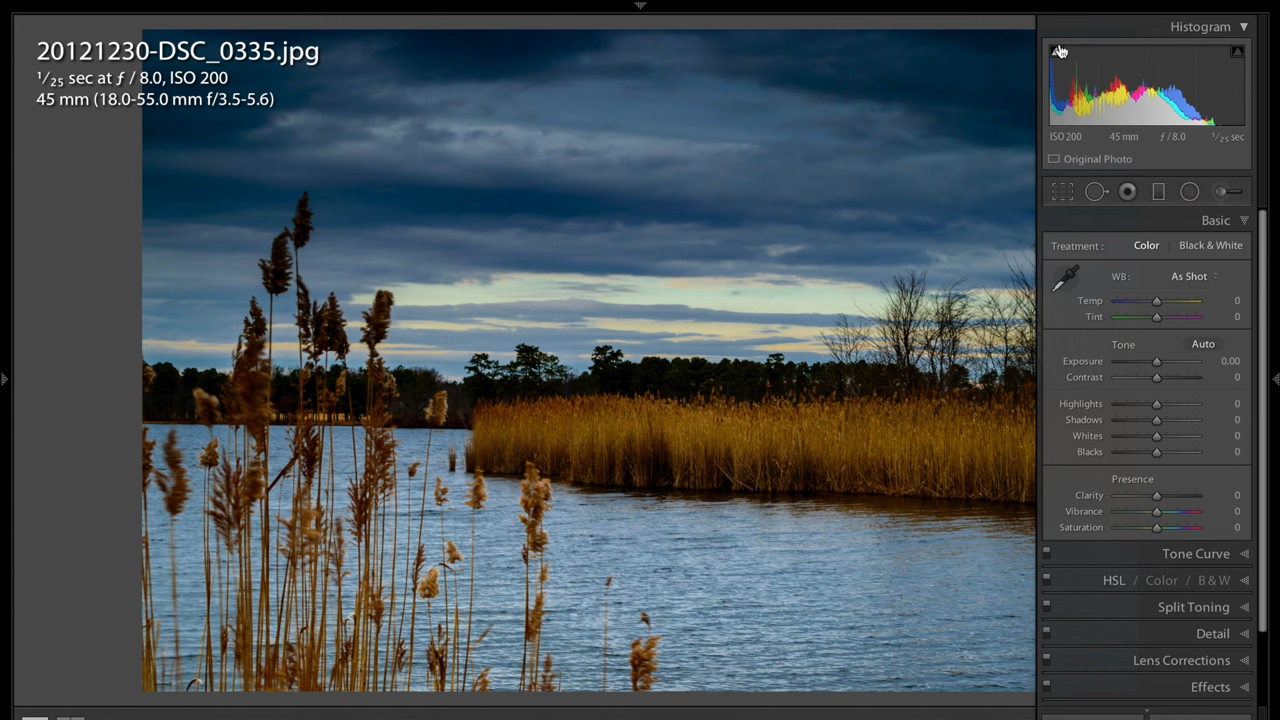 20121230-DSC_0335.jpg
1/25 sec at ƒ / 8.0, ISO 200
45 mm (18.0-55.0 mm f/3.5-5.6)
Histogram
ISO 200 45 mm ƒ / 8.0 1/25 sec
Original Photo
Basic
Treatment : Color | Black & White
WB : As Shot
Temp 0
Tint 0
Tone Auto
Exposure 0.00
Contrast 0
Highlights 0
Shadows 0
Whites 0
Blacks 0
Presence
Clarity 0
Vibrance 0
Saturation 0
Tone Curve
HSL / Color / B & W
Split Toning
Detail
Lens Corrections
Effects